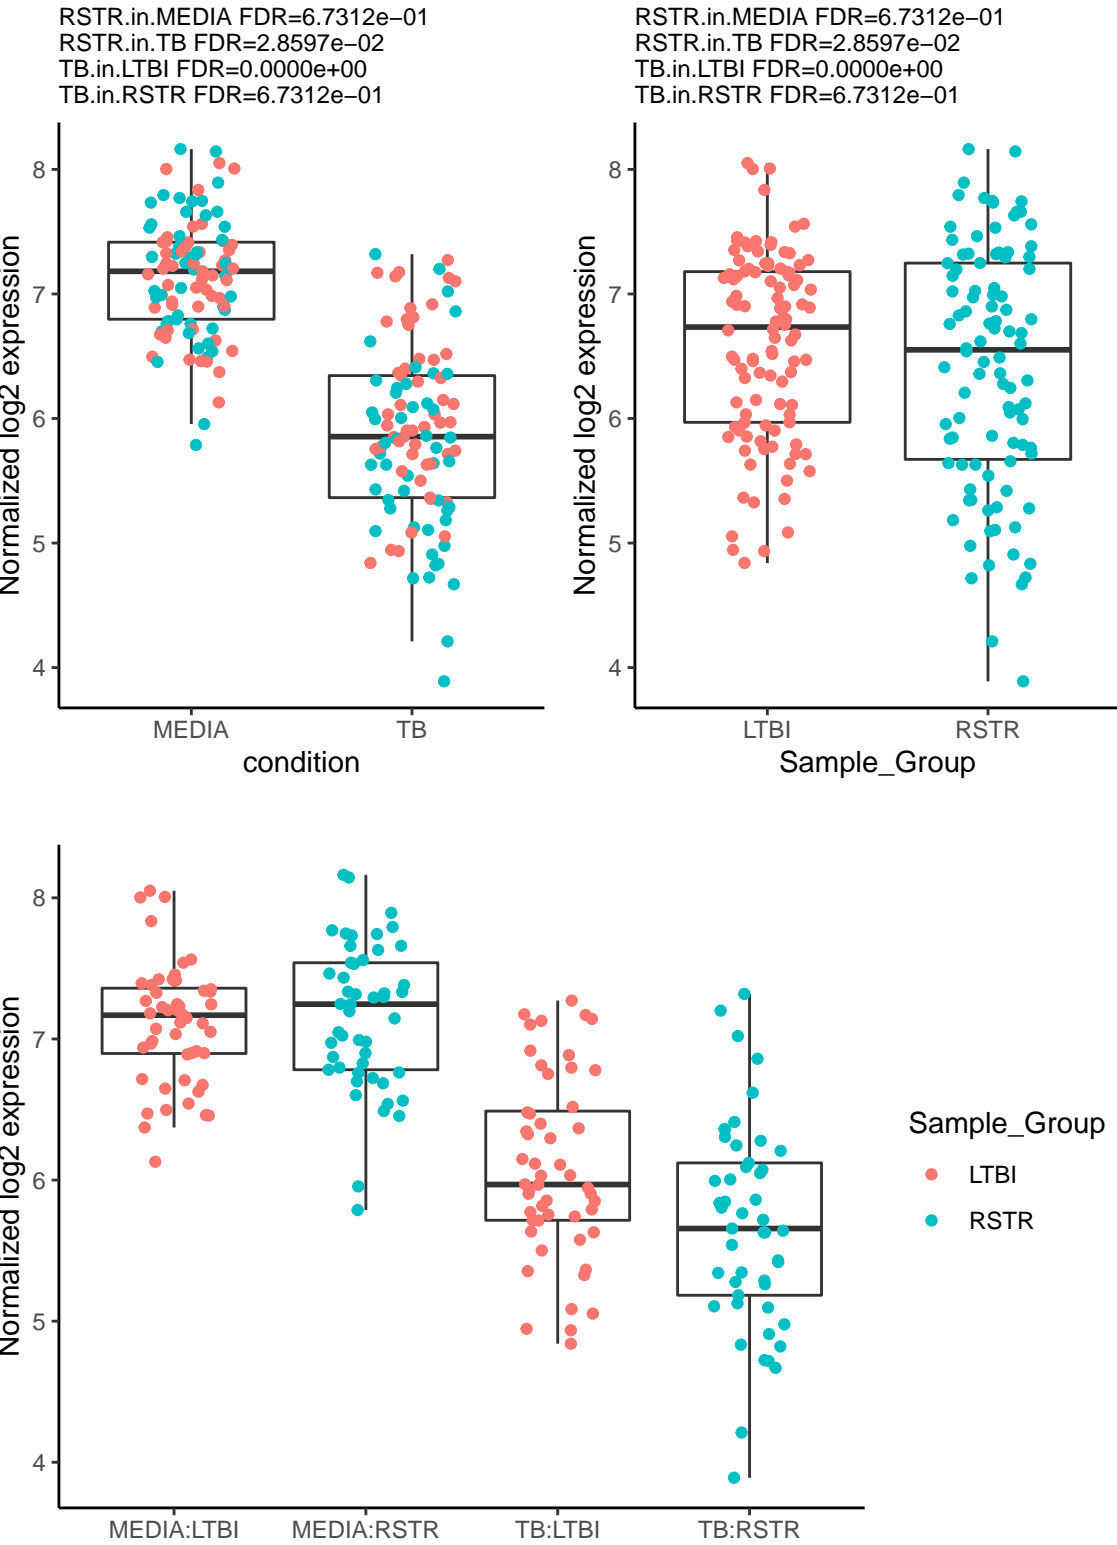 RSTR.in.MEDIA FDR=6.7312e−01
RSTR.in.TB FDR=2.8597e−02
TB.in.LTBI FDR=0.0000e+00
TB.in.RSTR FDR=6.7312e−01
Normalized log2 expression
8
7
6
5
4
MEDIA
TB
condition
RSTR.in.MEDIA FDR=6.7312e−01
RSTR.in.TB FDR=2.8597e−02
TB.in.LTBI FDR=0.0000e+00
TB.in.RSTR FDR=6.7312e−01
Normalized log2 expression
8
7
6
5
4
LTBI
RSTR
Sample_Group
Normalized log2 expression
8
7
6
5
4
MEDIA:LTBI
MEDIA:RSTR
TB:LTBI
TB:RSTR
Sample_Group
LTBI
RSTR